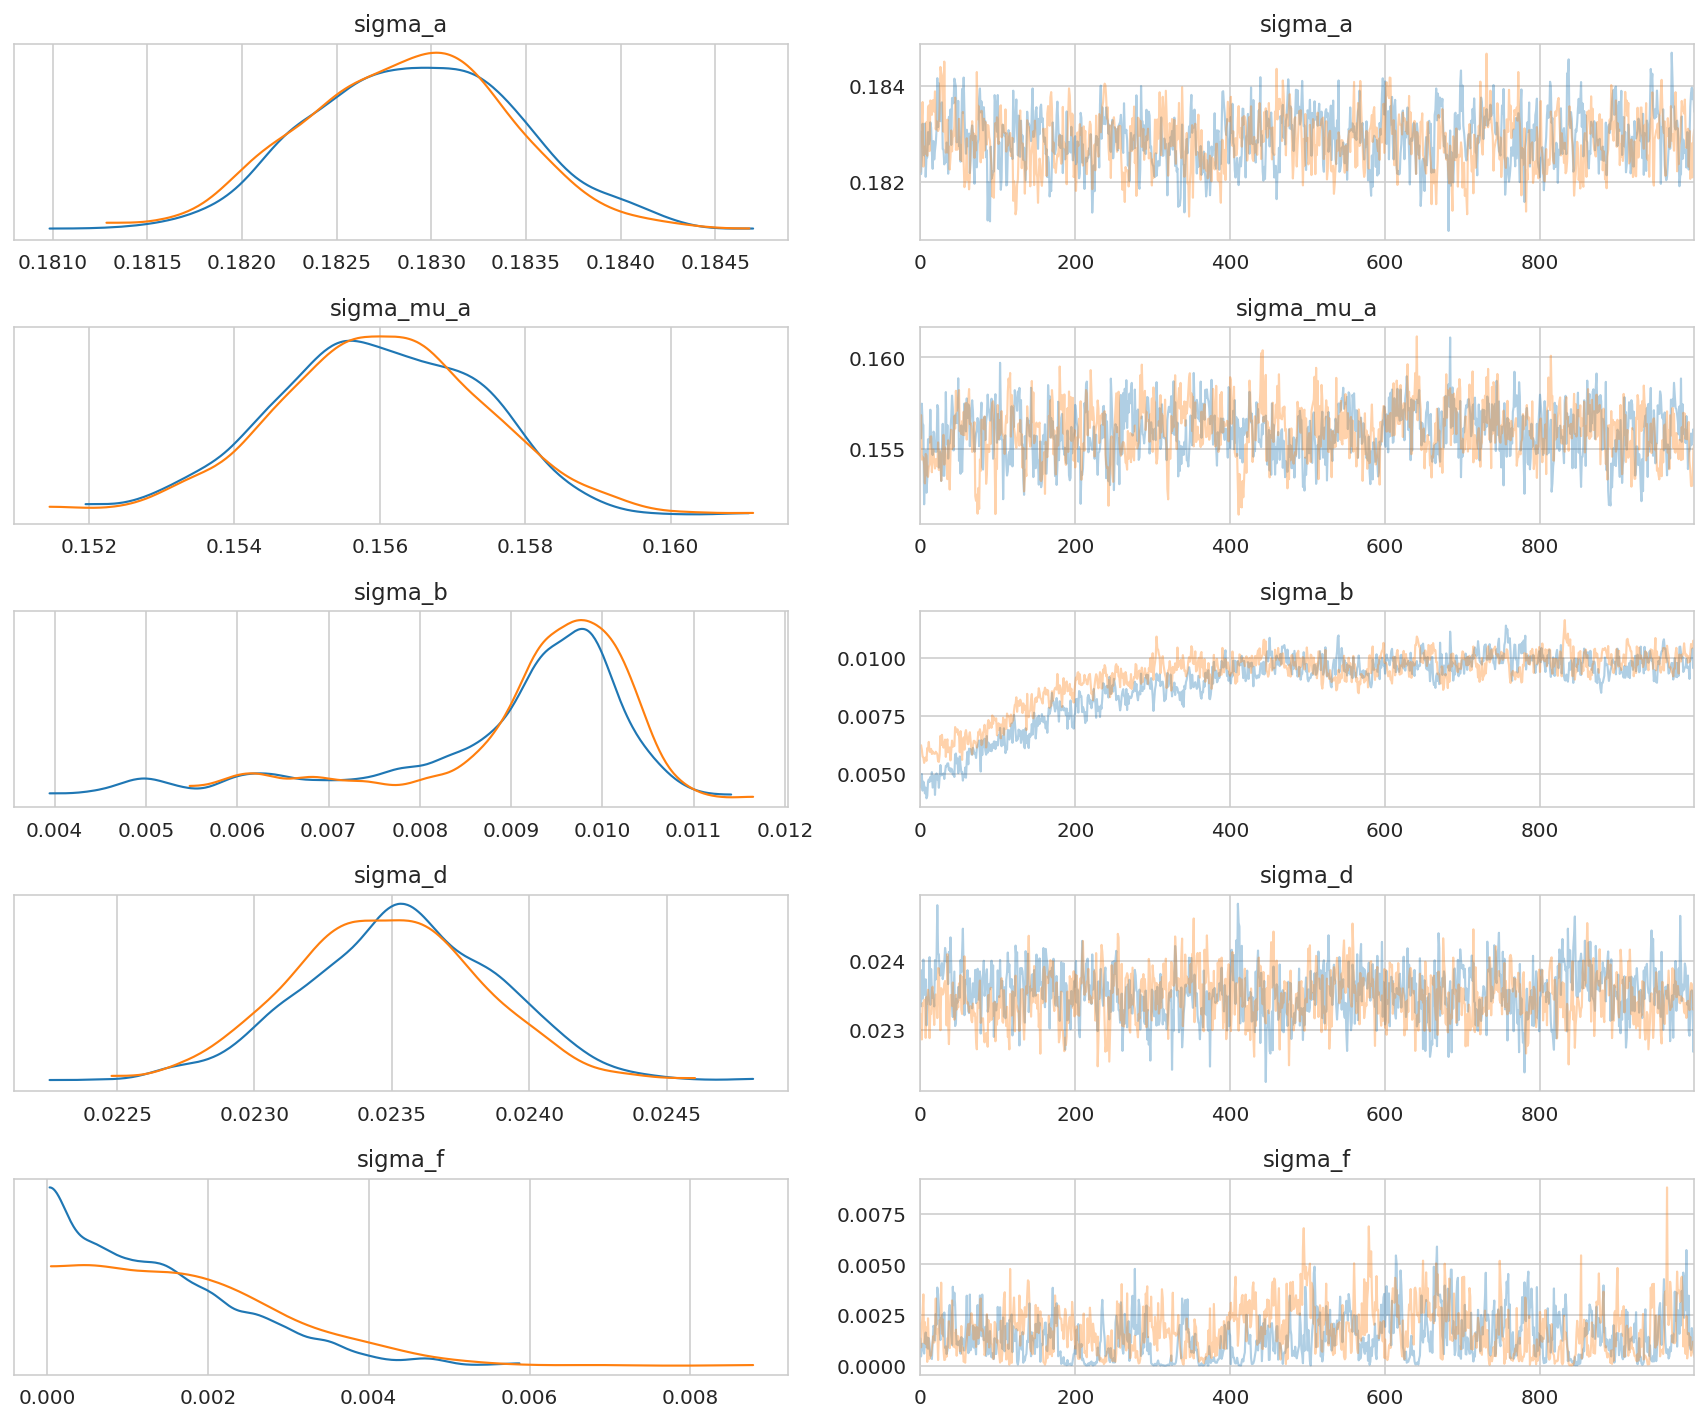 sigma_a sigma_a
0.184
0.182
0.1810 0.1815 0.1820 0.1825 0.1830 0.1835 0.1840 0.1845 0 200 400 600 800
sigma_mu_a sigma_mu_a
0.160
0.155
0.152 0.154 0.156 0.158 0.160 0 200 400 600 800
sigma_b sigma_b
0.0100
0.0075
0.0050
0.004 0.005 0.006 0.007 0.008 0.009 0.010 0.011 0.012 0 200 400 600 800
sigma_d sigma_d
0.024
0.023
0.0225 0.0230 0.0235 0.0240 0.0245 0 200 400 600 800
sigma_f sigma_f
0.0075
0.0050
0.0025
0.0000
0.000 0.002 0.004 0.006 0.008 0 200 400 600 800